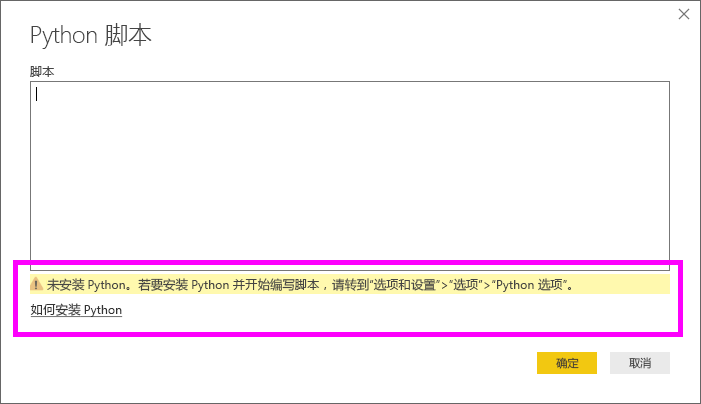 Python 脚本
脚本
未安装 Python。若要安装 Python 并开始编写脚本，请转到“选项和设置”>“选项”>“Python 选项”。
如何安装 Python
确定
取消